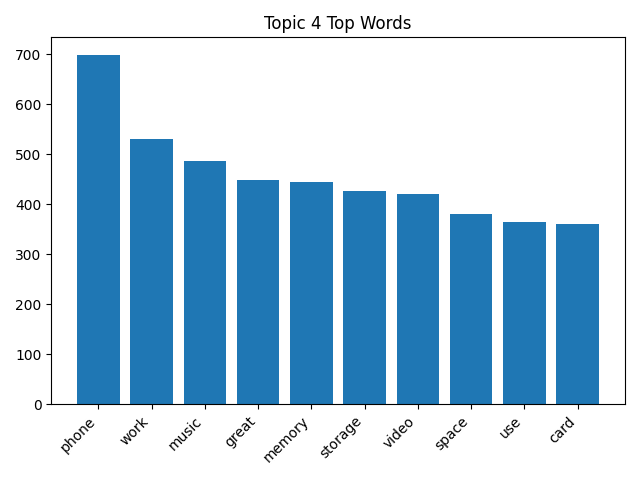 Topic 4 Top Words
700
600
500
400
300
200
100
0
phone
work
music
great
memory
storage
video
space
use
card